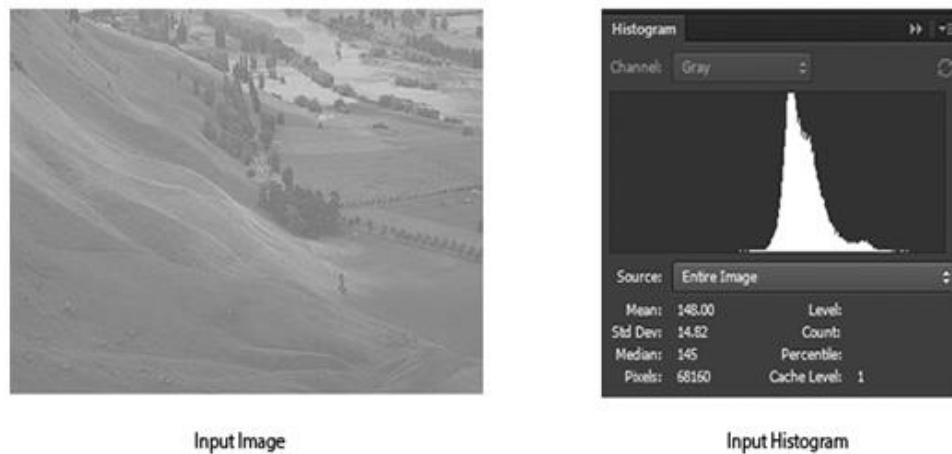 Histogram
Channel: Gray
Source: Entire Image
Mean: 148.00 Level:
Std Dev: 14.82 Count:
Median: 145 Percentile:
Pixels: 68160 Cache Level: 1
Input Image Input Histogram